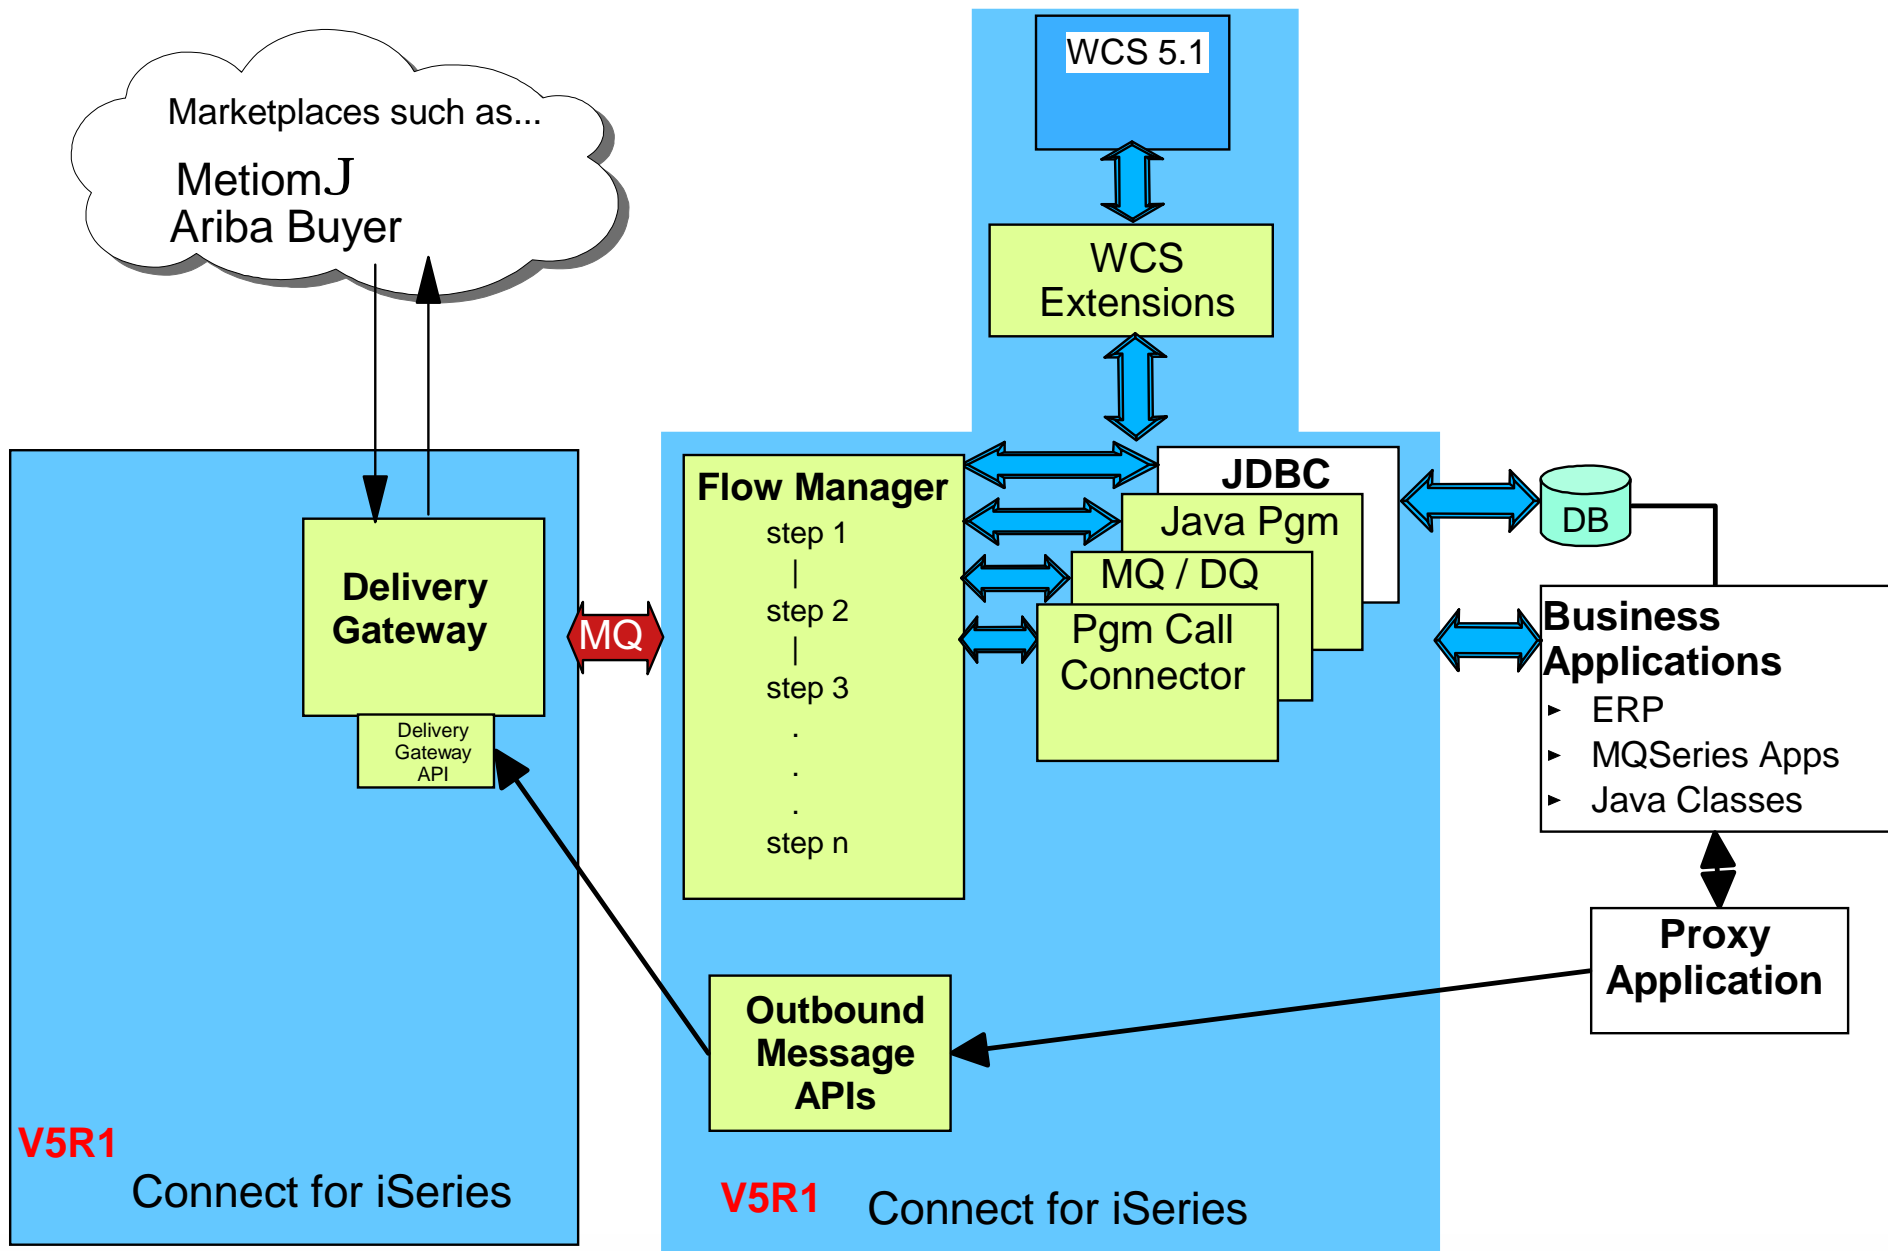 WCS 5.1
Marketplaces such as...
MetiomJ
Ariba Buyer
WCS
Extensions
Flow Manager
step 1
|
step 2
|
step 3
.
.
.
step n
JDBC
Java Pgm
MQ / DQ
Pgm Call
Connector
DB
Delivery
Gateway
MQ
Delivery
Gateway
API
Business
Applications
► ERP
► MQSeries Apps
► Java Classes
Proxy
Application
Outbound
Message
APIs
V5R1
Connect for iSeries
V5R1
Connect for iSeries